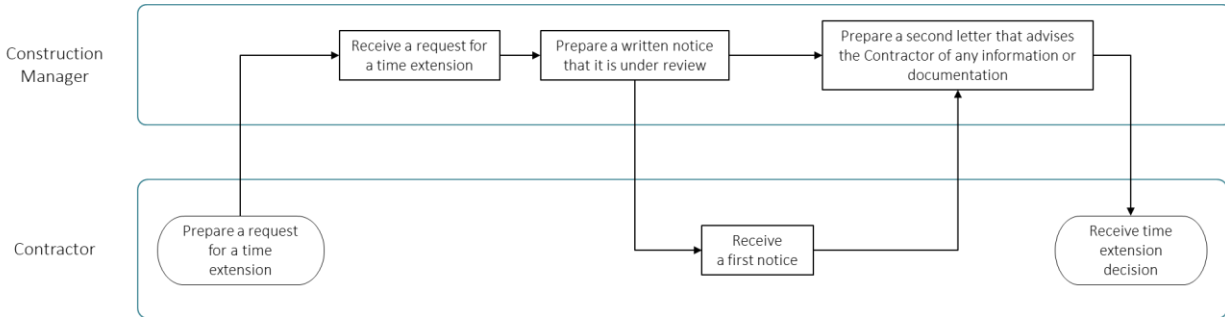 Construction
Manager
Receive a request for
a time extension
Prepare a written notice
that it is under review
Prepare a second letter that advises
the Contractor of any information or
documentation
Contractor
Prepare a request
for a time
extension
Receive
a first notice
Receive time
extension
decision